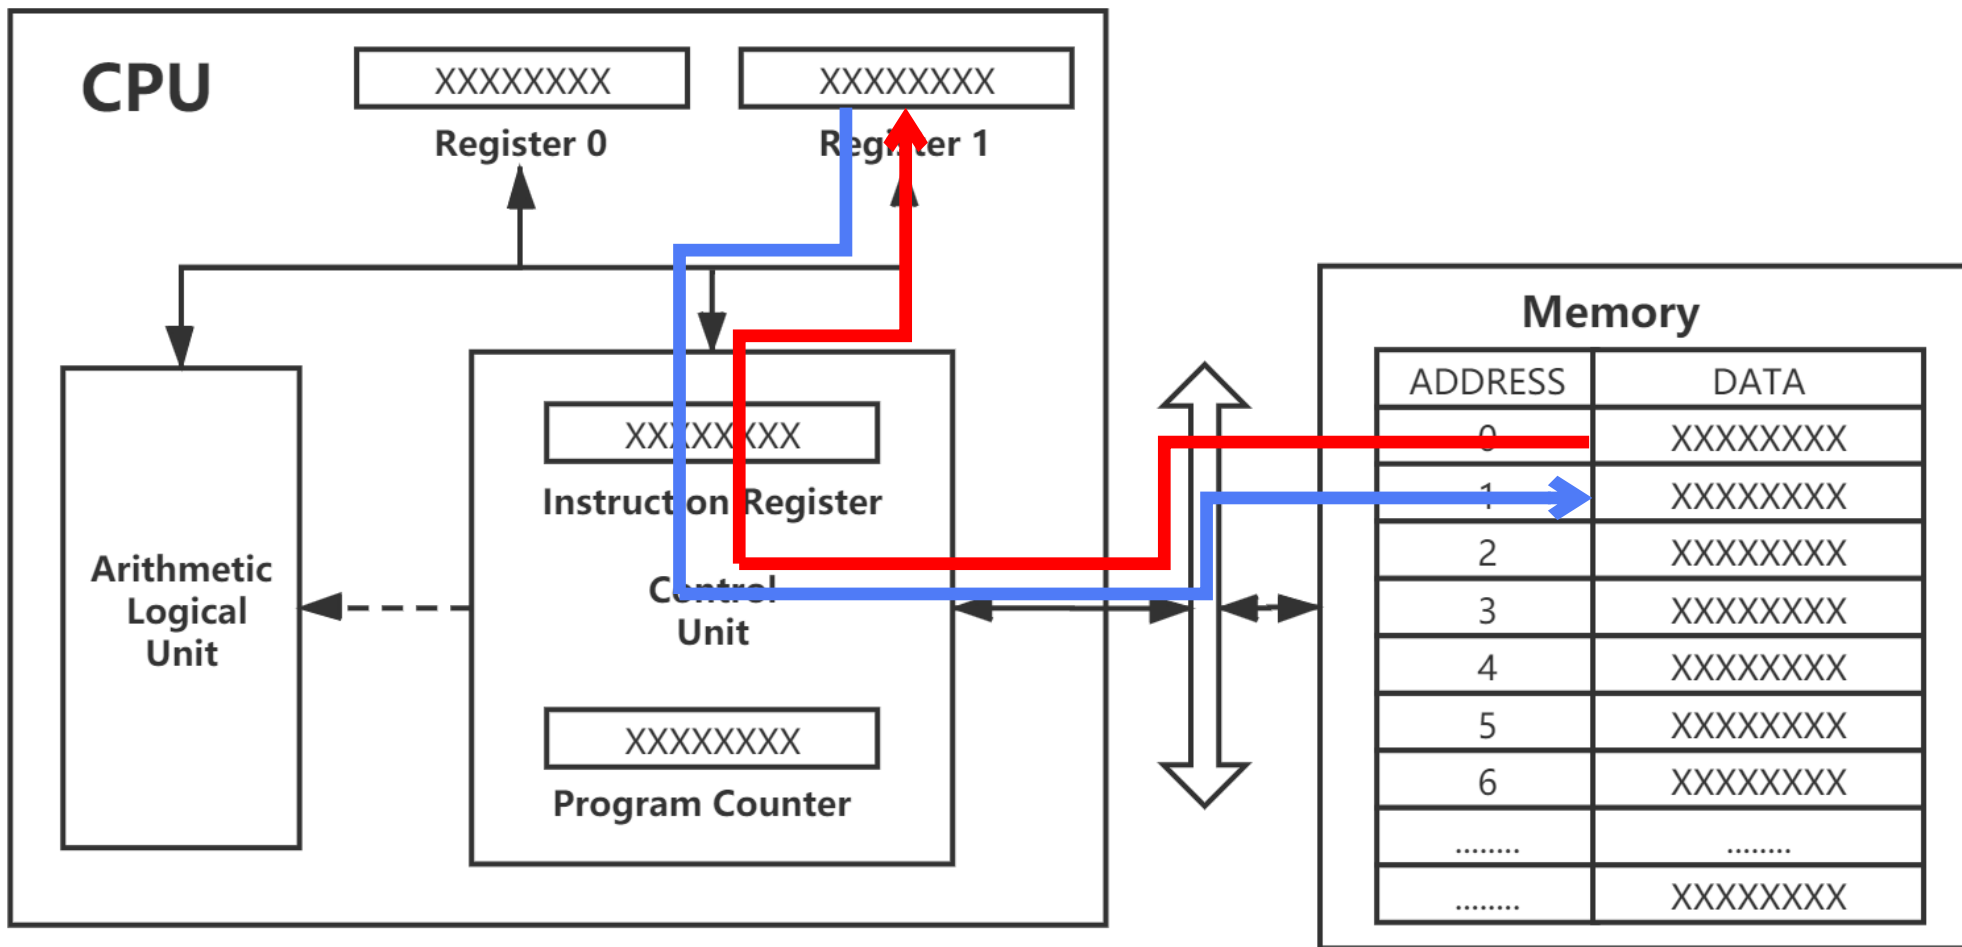 CPU
XXXXXXXX
XXXXXXXX
Register 0
Register 1
Memory
ADDRESS DATA
0 XXXXXXXX
1 XXXXXXXX
2 XXXXXXXX
3 XXXXXXXX
4 XXXXXXXX
5 XXXXXXXX
6 XXXXXXXX
........ ........
........ XXXXXXXX
XXXXXXXX
Instruction Register
Control
Unit
XXXXXXXX
Program Counter
Arithmetic
Logical
Unit